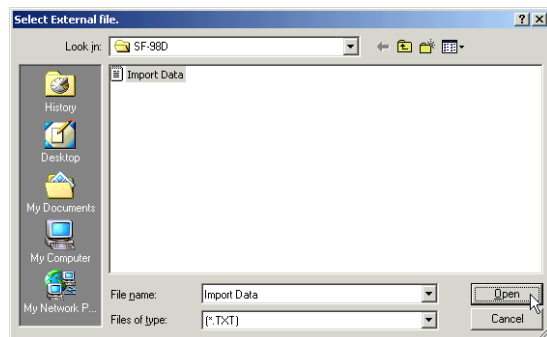 Select External file.
Look in: SF-98D
Import Data
History
Desktop
My Documents
My Computer
My Network P...
File name: Import Data Open
Files of type: (*.TXT) Cancel